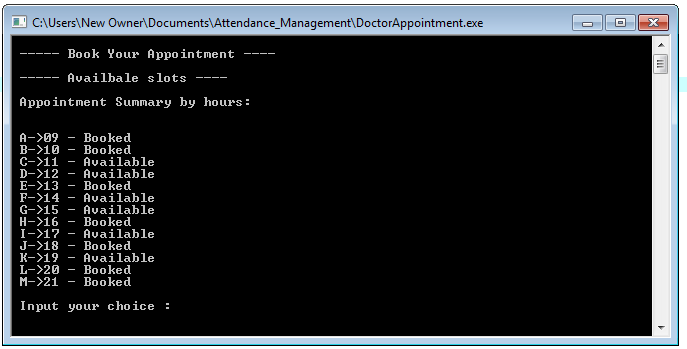 C:\Users\New Owner\Documents\Attendance_Management\DoctorAppointment.exe
----- Book Your Appointment ----
----- Availbale slots ----
Appointment Summary by hours:
A->09 - Booked
B->10 - Booked
C->11 - Available
D->12 - Available
E->13 - Booked
F->14 - Available
G->15 - Available
H->16 - Booked
I->17 - Available
J->18 - Booked
K->19 - Available
L->20 - Booked
M->21 - Booked
Input your choice :